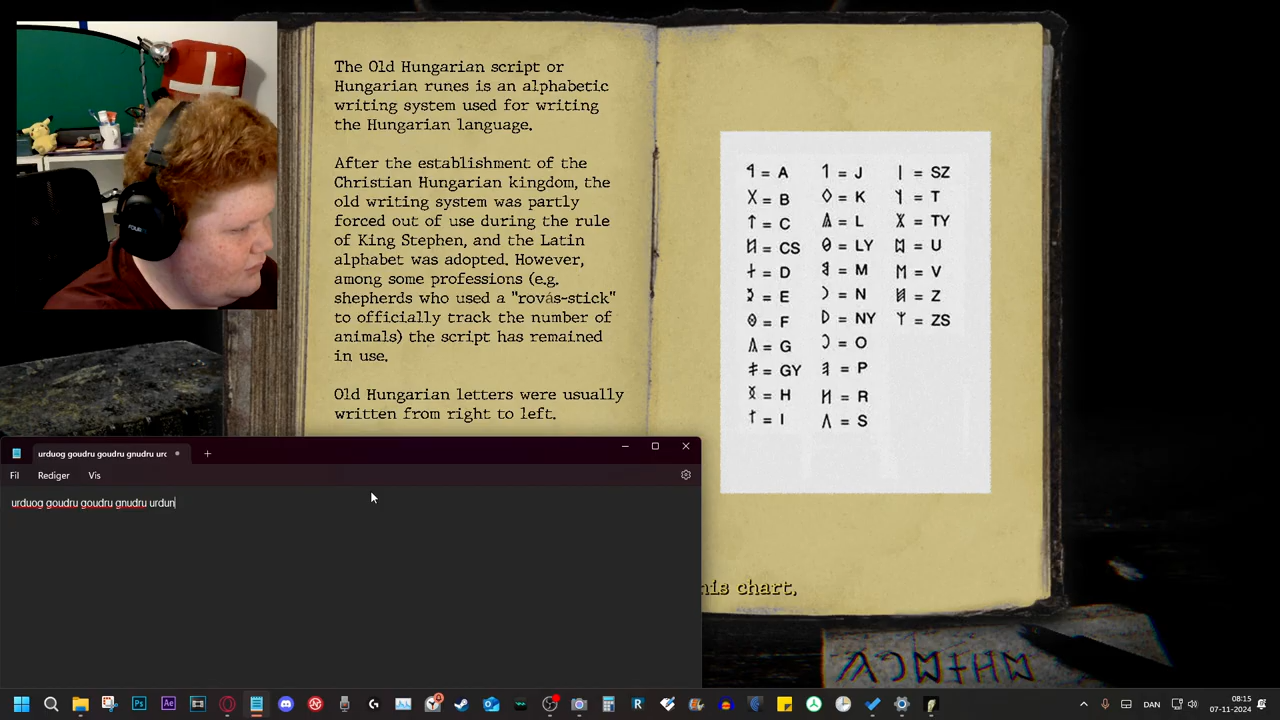 The Old Hungarian script or
Hungarian runes is an alphabetic
writing system used for writing
the Hungarian language.
After the establishment of the
Christian Hungarian kingdom, the
old writing system was partly
forced out of use during the rule
of King Stephen, and the Latin
alphabet was adopted. However,
among some professions (e.g.
shepherds who used a "rovás-stick"
to officially track the number of
animals) the script has remained
in use.
Old Hungarian letters were usually
written from right to left.
= A
= B
= C
= CS
= D
= E
= F
= G
= GY
= H
= I
= J
= K
= L
= LY
= M
= N
= NY
= O
= P
= R
= S
= SZ
= T
= TY
= U
= V
= Z
= ZS
his chart,
urduog goudru goudru gnudru urc
Fil Rediger Vis
urduog goudru goudru gnudru urdun
DAN
08:15
07-11-2024